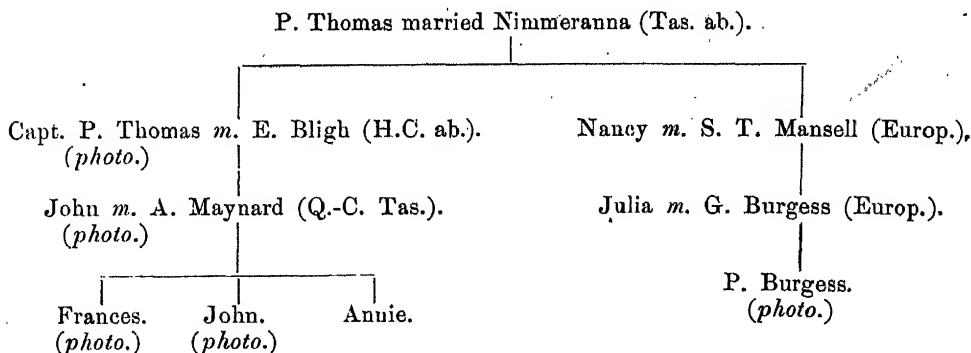 P. Thomas married Nimmeranna (Tas. ab.).
Capt. P. Thomas m. E. Bligh (H.C. ab.). Nancy m. S. T. Mansell (Europ.),
(photo.)
John m. A. Maynard (Q.-C. Tas.). Julia m. G. Burgess (Europ.).
(photo.)
P. Burgess.
(photo.)
Frances. John. Annie.
(photo.) (photo.)